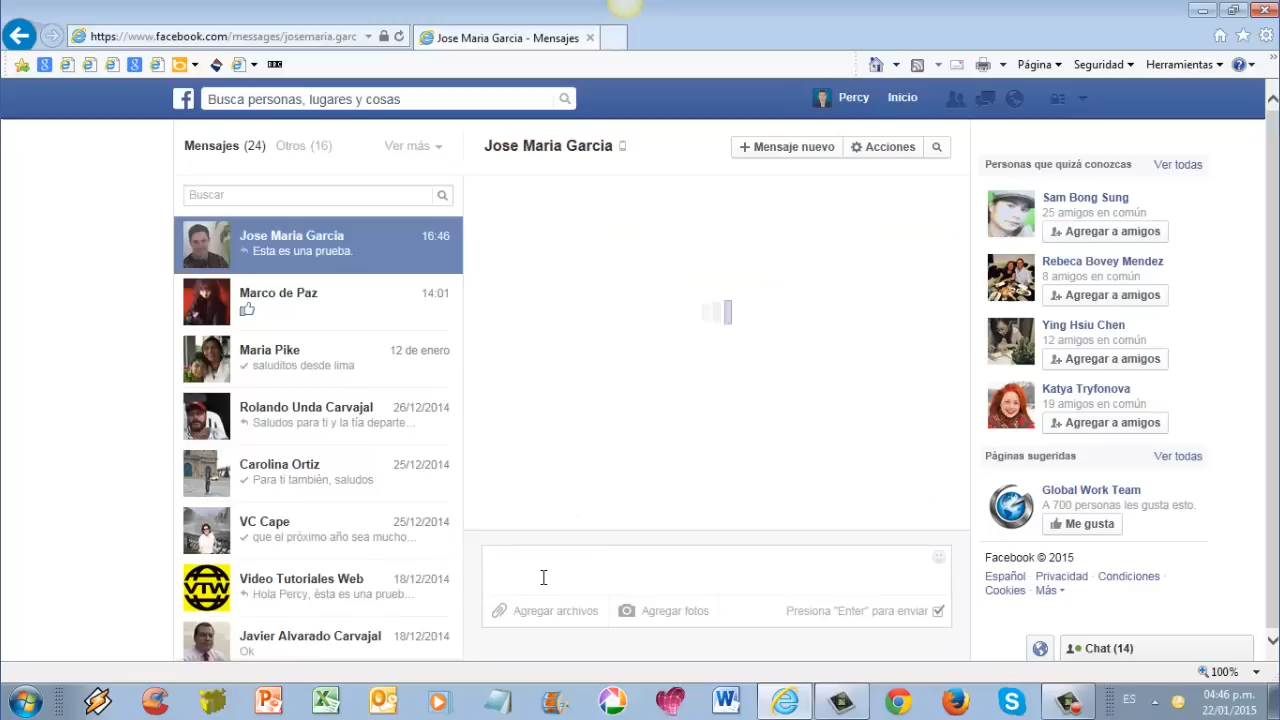 https://www.facebook.com/messages/josemaria.garc
Jose Maria Garcia - Mensajes
Página
Seguridad
Herramientas
Busca personas, lugares y cosas
Percy
Inicio
Mensajes (24)
Otros (16)
Ver más
Buscar
Jose Maria Garcia
16:46
Esta es una prueba.
Marco de Paz
14:01
Maria Pike
12 de enero
saluditos desde lima
Rolando Unda Carvajal
26/12/2014
Saludos para ti y la tía departe...
Carolina Ortiz
25/12/2014
Para ti también, saludos
VC Cape
25/12/2014
que el próximo año sea mucho...
VTW
Video Tutoriales Web
18/12/2014
Hola Percy, ésta es una prueb...
Javier Alvarado Carvajal
18/12/2014
Ok
Jose Maria Garcia
Mensaje nuevo
Acciones
Agregar archivos
Agregar fotos
Presiona "Enter" para enviar
Personas que quizá conozcas
Ver todas
Sam Bong Sung
25 amigos en común
Agregar a amigos
Rebeca Bovey Mendez
8 amigos en común
Agregar a amigos
Ying Hsiu Chen
12 amigos en común
Agregar a amigos
Katya Tryfonova
19 amigos en común
Agregar a amigos
Páginas sugeridas
Ver todas
Global Work Team
A 700 personas les gusta esto.
Me gusta
Facebook © 2015
Español · Privacidad · Condiciones ·
Cookies · Más
Chat (14)
100%
ES
04:46 p.m.
22/01/2015